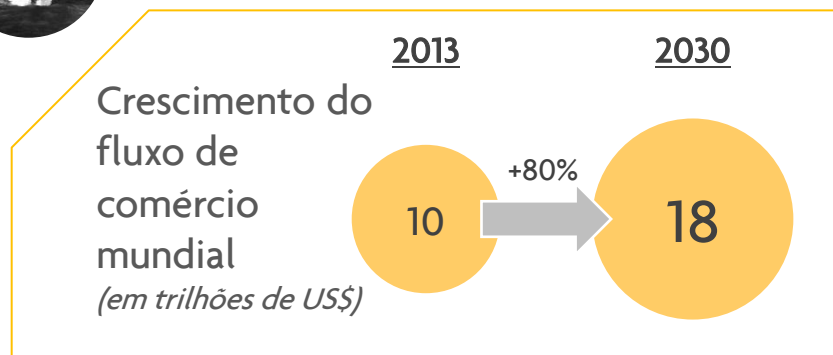 2013
2030
Crescimento do
fluxo de
comércio
mundial
(em trilhões de US$)
10
+80%
18